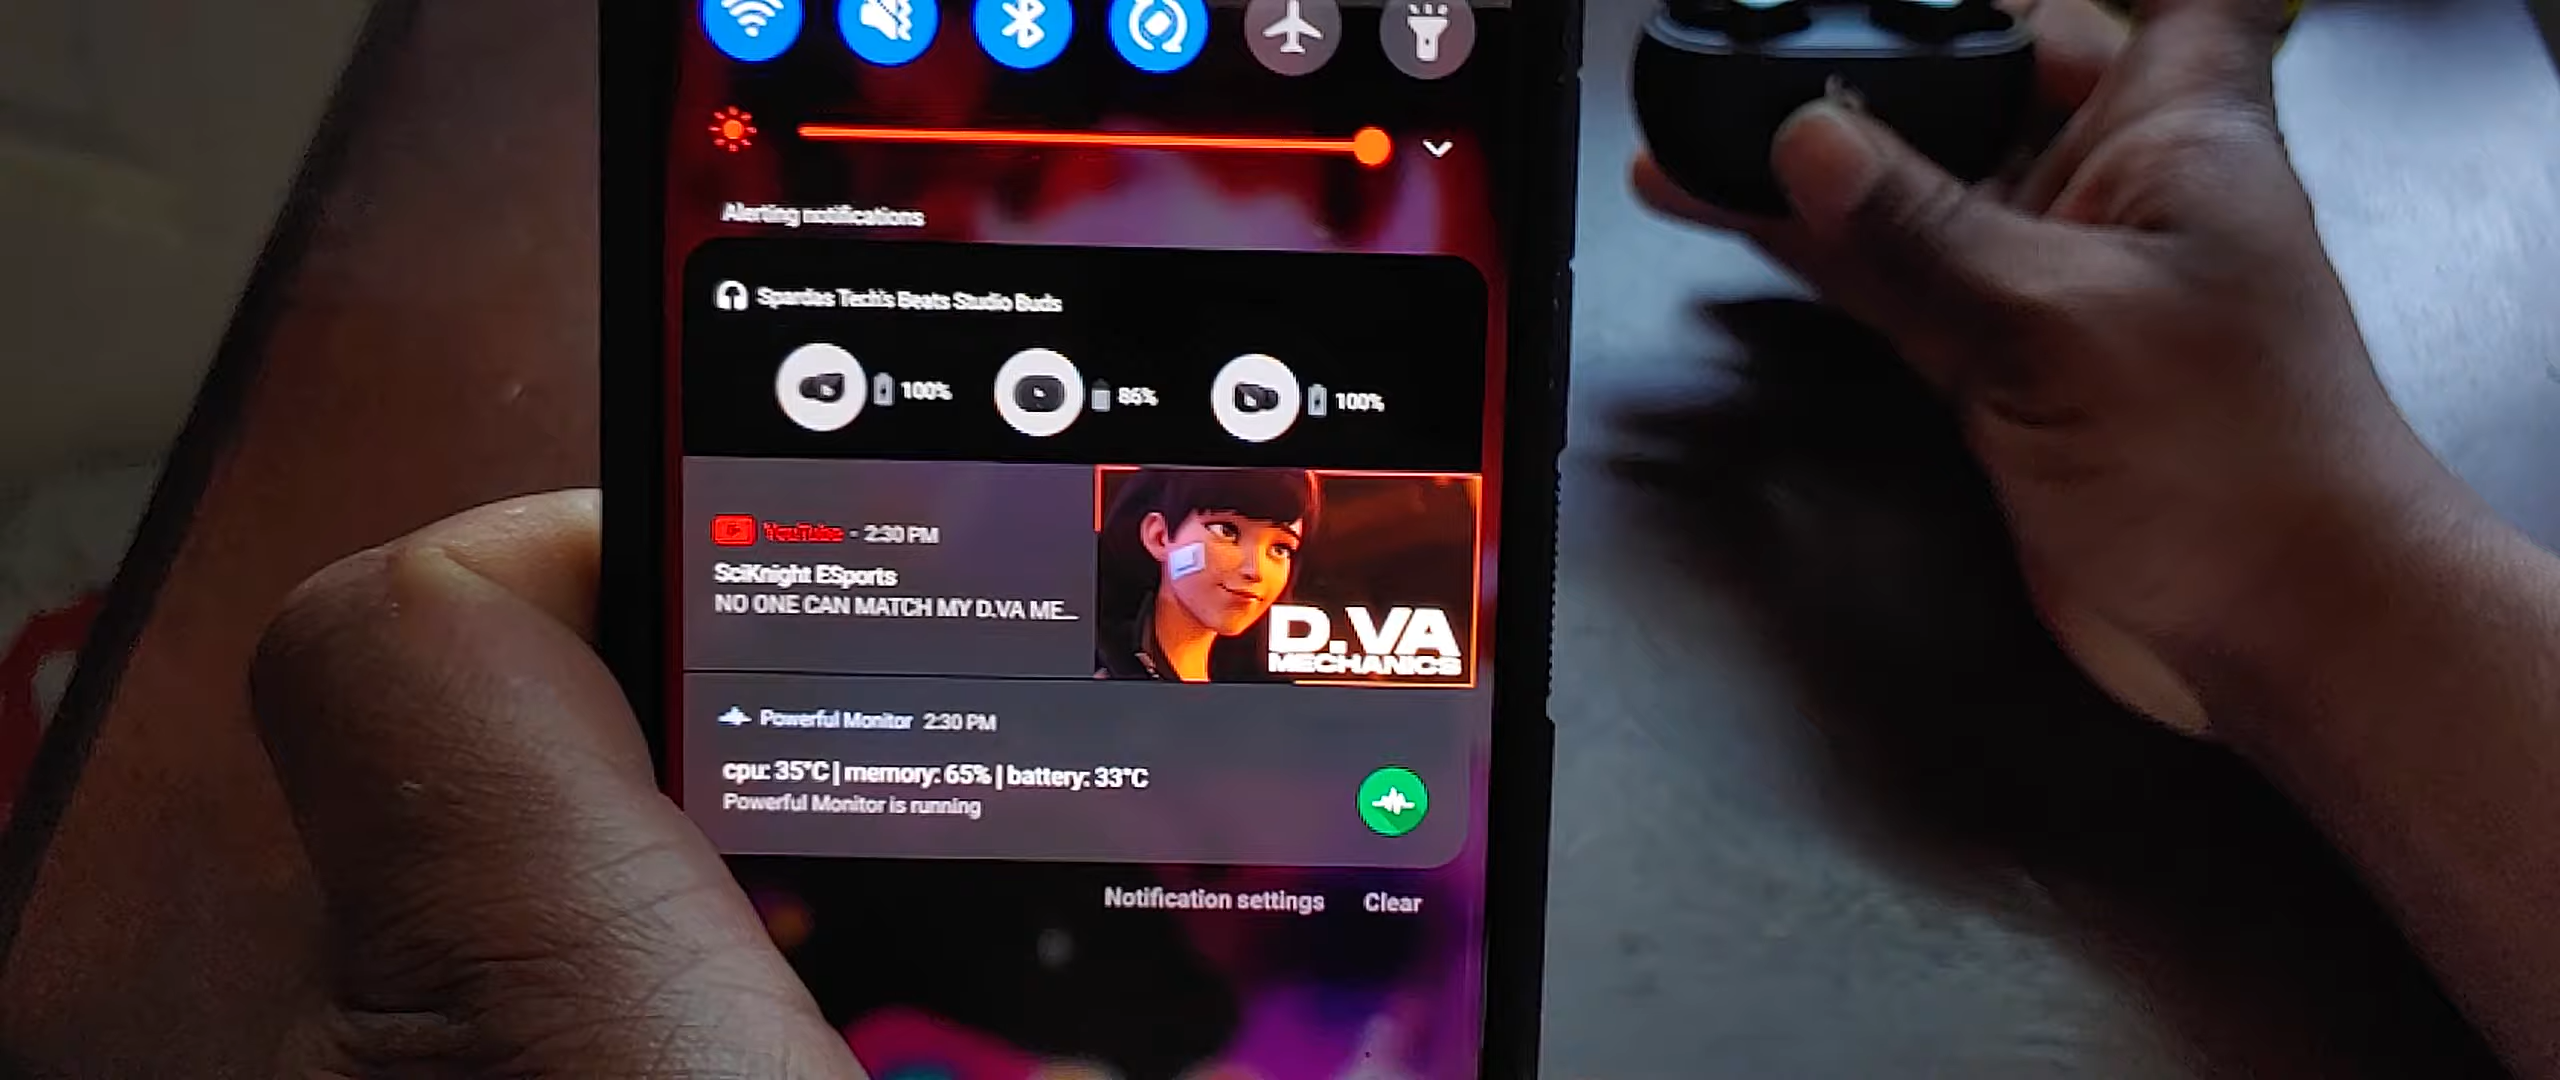 Alerting notifications
Spardas Tech's Beats Studio Buds
100% 86% 100%
YouTube - 2:30 PM
SciKnight ESports
NO ONE CAN MATCH MY D.VA ME...
D.VA
MECHANICS
Powerful Monitor 2:30 PM
cpu: 35°C | memory: 65% | battery: 33°C
Powerful Monitor is running
Notification settings Clear